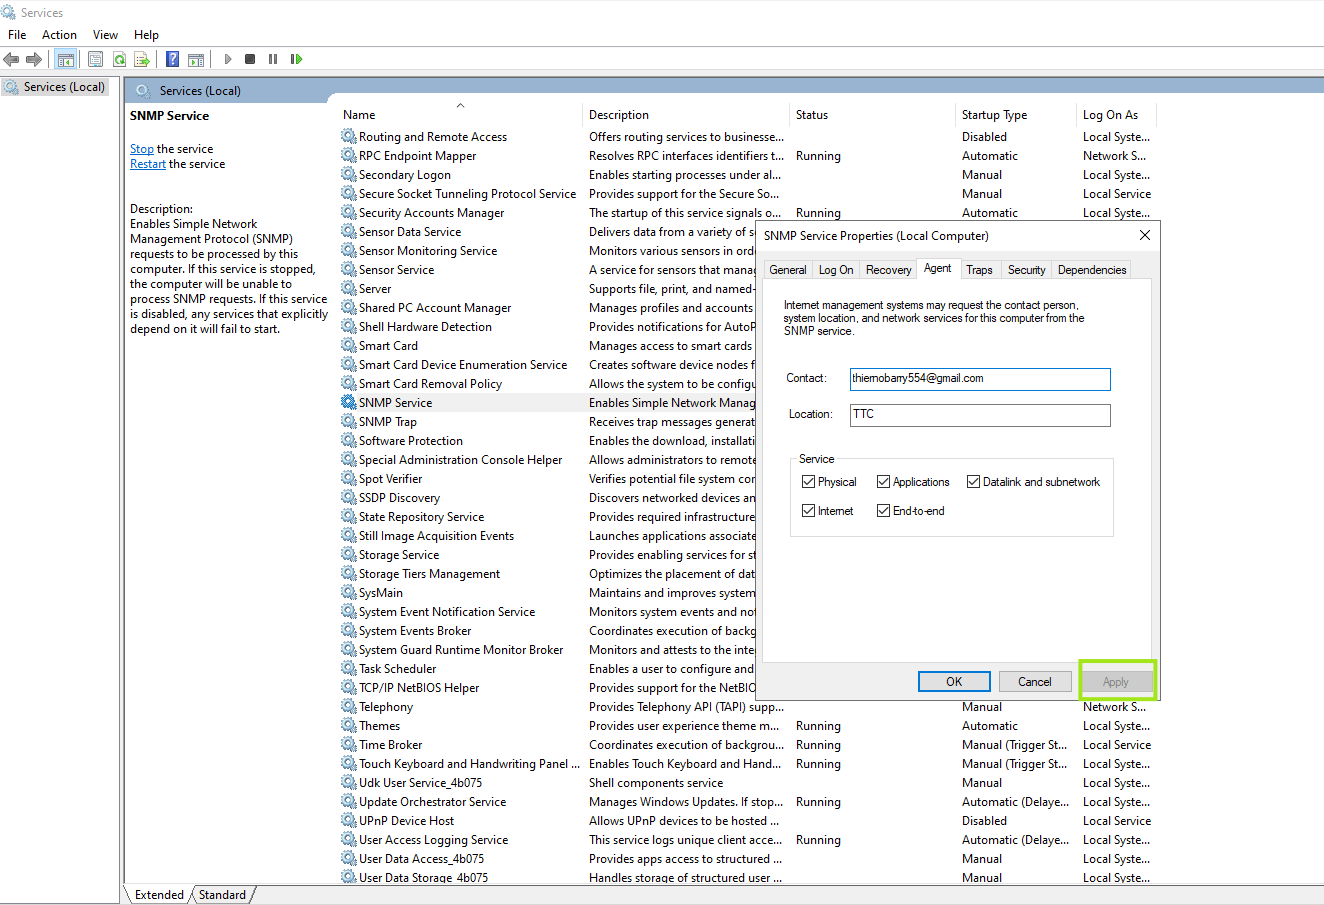 Services
File Action View Help
Services (Local)
Services (Local)
SNMP Service
Stop the service
Restart the service
Description:
Enables Simple Network
Management Protocol (SNMP)
requests to be processed by this
computer. If this service is stopped,
the computer will be unable to
process SNMP requests. If this service
is disabled, any services that explicitly
depend on it will fail to start.
Name Description Status Startup Type Log On As
Routing and Remote Access Offers routing services to businesse... Disabled Local Syste...
RPC Endpoint Mapper Resolves RPC interfaces identifiers t... Running Automatic Network S...
Secondary Logon Enables starting processes under al... Manual Local Syste...
Secure Socket Tunneling Protocol Service Provides support for the Secure So... Manual Local Service
Security Accounts Manager The startup of this service signals o... Running Automatic Local Syste...
Sensor Data Service Delivers data from a variety of s
Sensor Monitoring Service Monitors various sensors in orde
Sensor Service A service for sensors that mana
Server Supports file, print, and named-
Shared PC Account Manager Manages profiles and accounts
Shell Hardware Detection Provides notifications for AutoP
Smart Card Manages access to smart cards
Smart Card Device Enumeration Service Creates software device nodes f
Smart Card Removal Policy Allows the system to be configu
SNMP Service Enables Simple Network Manag
SNMP Trap Receives trap messages generat
Software Protection Enables the download, installati
Special Administration Console Helper Allows administrators to remote
Spot Verifier Verifies potential file system cor
SSDP Discovery Discovers networked devices an
State Repository Service Provides required infrastructure
Still Image Acquisition Events Launches applications associate
Storage Service Provides enabling services for st
Storage Tiers Management Optimizes the placement of dat
SysMain Maintains and improves system
System Event Notification Service Monitors system events and not
System Events Broker Coordinates execution of backg
System Guard Runtime Monitor Broker Monitors and attests to the inte
Task Scheduler Enables a user to configure and
TCP/IP NetBIOS Helper Provides support for the NetBIO
Telephony Provides Telephony API (TAPI) supp... Manual Network S...
Themes Provides user experience theme m... Running Automatic Local Syste...
Time Broker Coordinates execution of backgrou... Running Manual (Trigger St... Local Service
Touch Keyboard and Handwriting Panel ... Enables Touch Keyboard and Hand... Running Manual (Trigger St... Local Syste...
Udk User Service_4b075 Shell components service Manual Local Syste...
Update Orchestrator Service Manages Windows Updates. If stop... Running Automatic (Delaye... Local Syste...
UPnP Device Host Allows UPnP devices to be hosted ... Disabled Local Service
User Access Logging Service This service logs unique client acce... Running Automatic (Delaye... Local Syste...
User Data Access_4b075 Provides apps access to structured ... Manual Local Syste...
User Data Storage_4b075 Handles storage of structured user ... Manual Local Syste...
Extended Standard
SNMP Service Properties (Local Computer)
General Log On Recovery Agent Traps Security Dependencies
Internet management systems may request the contact person,
system location, and network services for this computer from the
SNMP service.
Contact: thiernobarry554@gmail.com
Location: TTC
Service
Physical Applications Datalink and subnetwork
Internet End-to-end
OK Cancel Apply